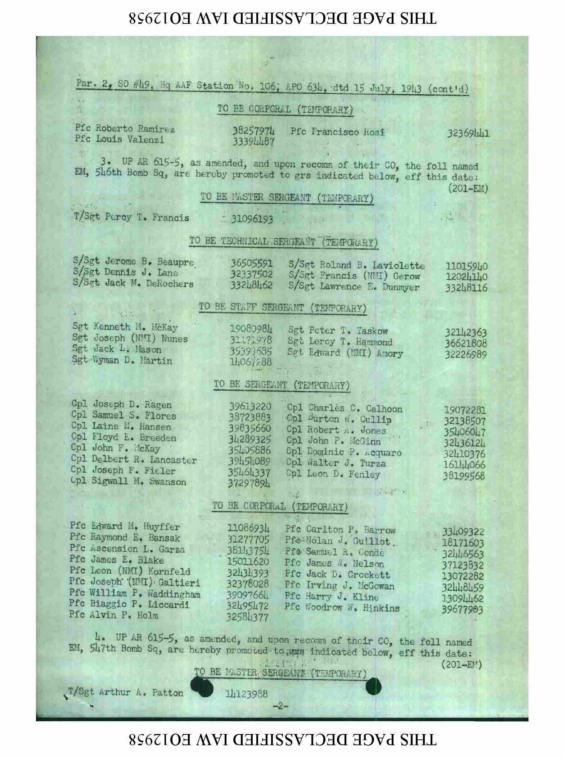 THIS PAGE DECLASSIFIED IAW EO12958
Par. 2, SO #49, Hq AAF Station No. 106, APO 634, dtd 15 July, 1943 (cont'd)
TO BE CORPORAL (TEMPORARY)
Pfc Roberto Ramirez 38257974 Pfc Francisco Rosi 32369441
Pfc Louis Valenzi 33394487
3. UP AR 615-5, as amended, and upon recomm of their CO, the foll named
EM, 546th Bomb Sq, are hereby promoted to grs indicated below, eff this date:
(201-EM)
TO BE MASTER SERGEANT (TEMPORARY)
T/Sgt Percy T. Francis 31096193
TO BE TECHNICAL SERGEANT (TEMPORARY)
S/Sgt Jerome B. Beaupre 36505591 S/Sgt Roland B. Laviolette 11015940
S/Sgt Dennis J. Lane 32337502 S/Sgt Francis (NMI) Gerow 12024140
S/Sgt Jack M. DeRochers 33248462 S/Sgt Lawrence E. Dunmyer 33248116
TO BE STAFF SERGEANT (TEMPORARY)
Sgt Kenneth M. McKay 19080984 Sgt Peter T. Taskow 32142363
Sgt Joseph (NMI) Nunes Sgt Leroy T. Hammond 36621808
Sgt Jack L. Mason Sgt Edward (NMI) Amory 32226989
Sgt Wyman D. Martin
TO BE SERGEANT (TEMPORARY)
Cpl Joseph D. Ragen 39613220 Cpl Charles C. Calhoon 19072281
Cpl Samuel S. Flores 38723883 Cpl Burton W. Cullip 32138507
Cpl Laine M. Hansen 39835660 Cpl Robert A. Jones 35406047
Cpl Floyd E. Breeden 34289325 Cpl John F. McGinn 32436124
Cpl John F. McKay 35405886 Cpl Dominic P. Acquaro 32410376
Cpl Delbert R. Lancaster 39454089 Cpl Walter J. Turza 16144066
Cpl Joseph F. Fieler 35464337 Cpl Leon D. Fenley 38199568
Cpl Sigwall M. Swanson 37297894
TO BE CORPORAL (TEMPORARY)
Pfc Edward M. Huyffer 11086934 Pfc Carlton P. Barrow 33409322
Pfc Raymond E. Bansak 31277705 Pfc Nolan J. Guillot 18171603
Pfc Ascension L. Garza 38143754 Pfc Samuel R. Conde 32446563
Pfc James E. Blake 15011620 Pfc James W. Nelson 37123832
Pfc Leon (NMI) Kornfeld 32434393 Pfc Jack D. Crockett 13072282
Pfc Joseph (NMI) Galtieri 32378028 Pfc Irving J. McGowan 32448459
Pfc William P. Waddingham 39097664 Pfc Harry J. Kline 13094462
Pfc Biaggio P. Liccardi 32495472 Pfc Woodrow W. Hinkins 39677983
Pfc Alvin P. Holm 32584377
4. UP AR 615-5, as amended, and upon recomm of their CO, the foll named
EM, 547th Bomb Sq, are hereby promoted to indicated below, eff this date:
(201-EM)
TO BE MASTER SERGEANT (TEMPORARY)
T/Sgt Arthur A. Patton 14123988
-2-
THIS PAGE DECLASSIFIED IAW EO12958